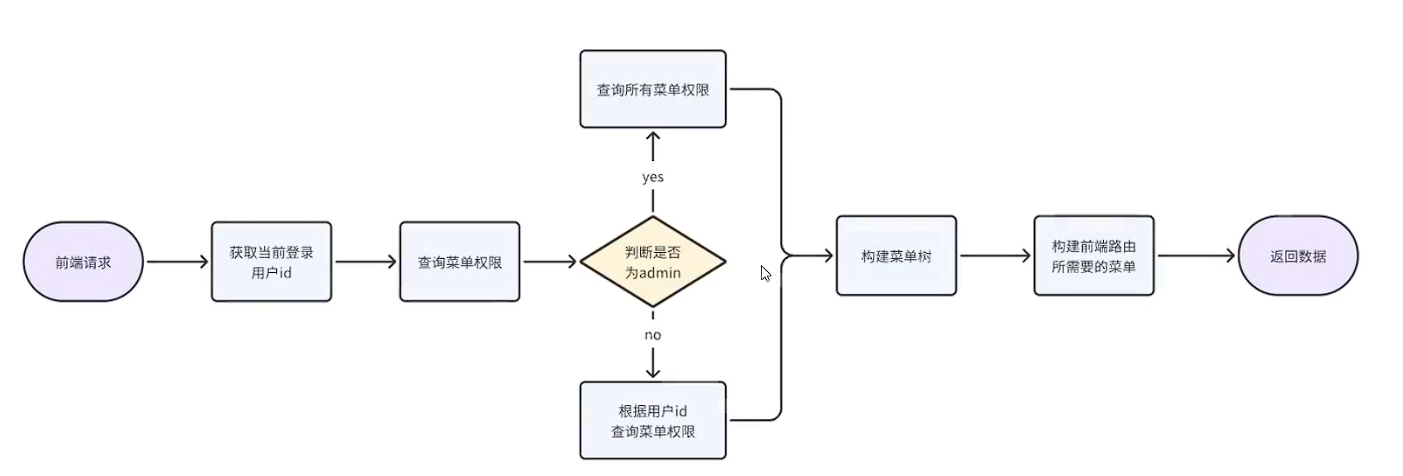 前端请求
获取当前登录
用户id
查询菜单权限
判断是否
为admin
yes
查询所有菜单权限
no
根据用户id
查询菜单权限
构建菜单树
构建前端路由
所需要的菜单
返回数据